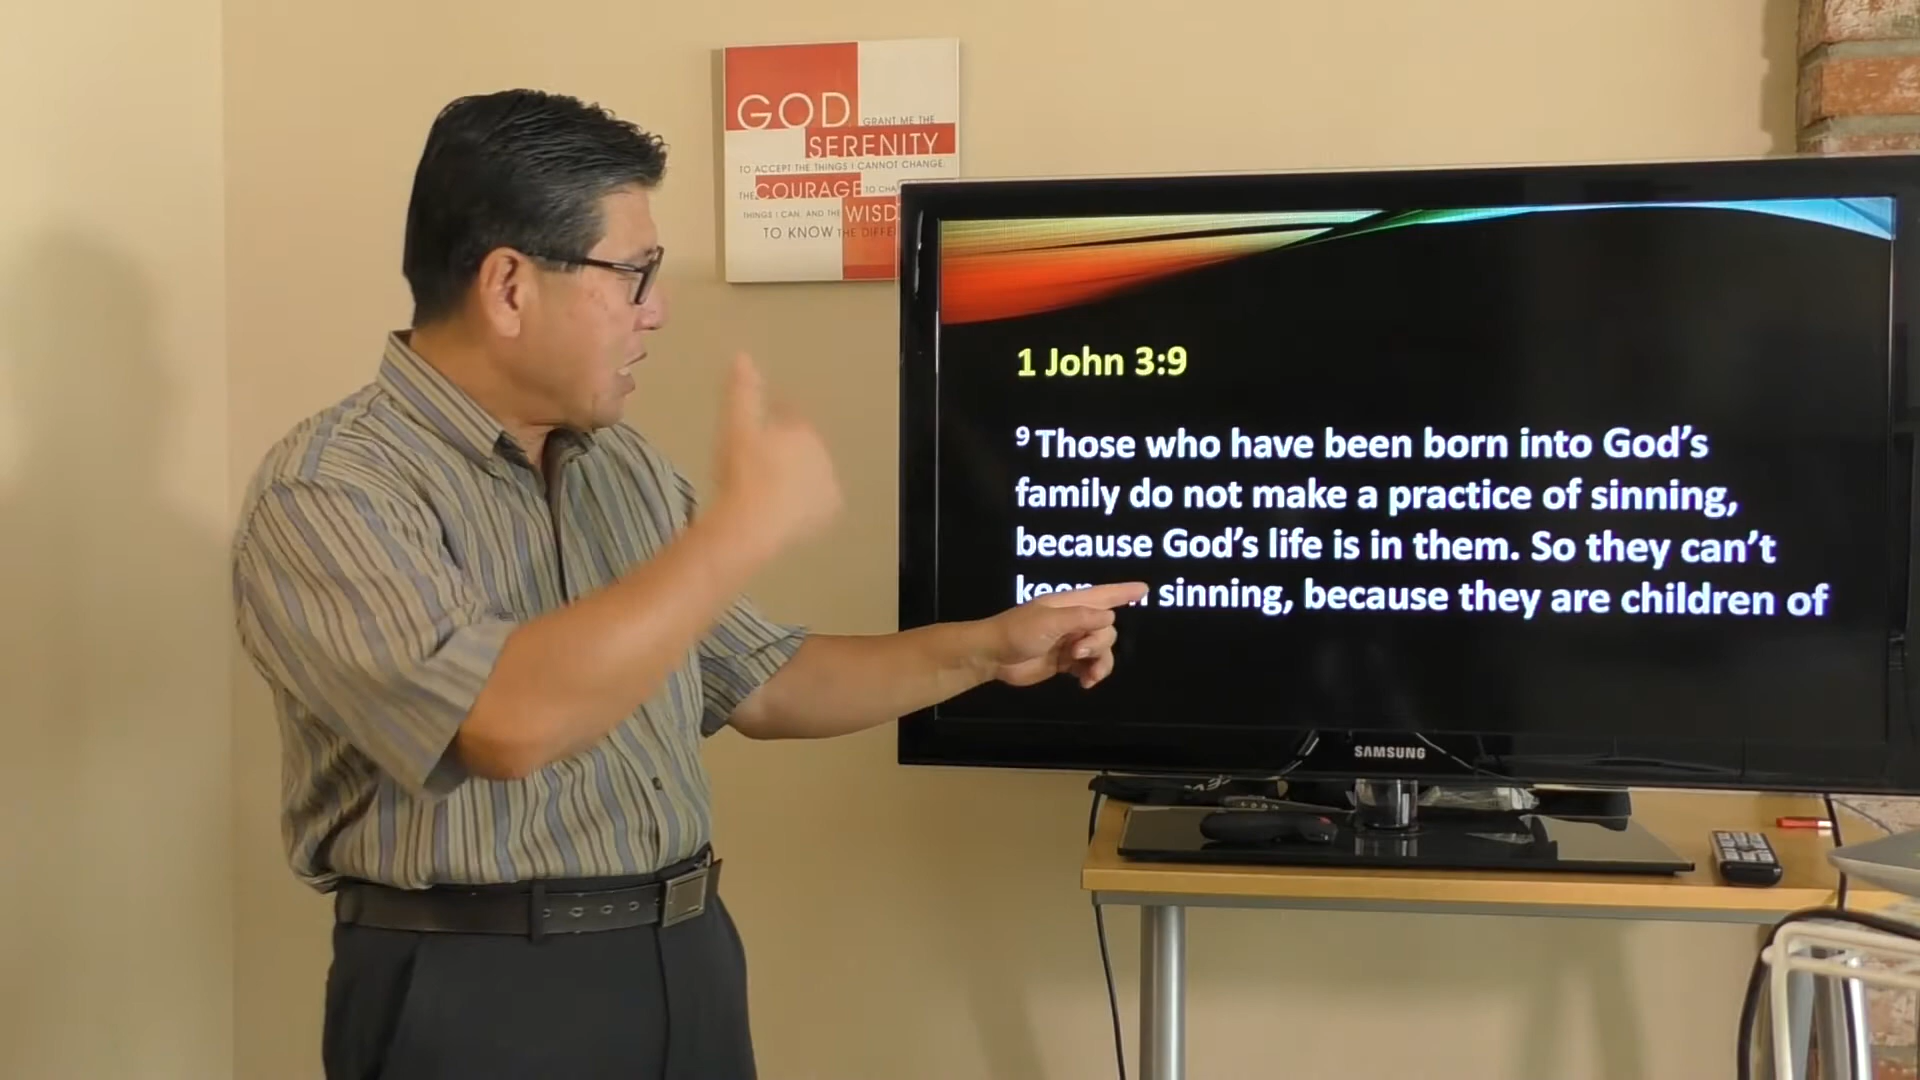 GOD GRANT ME THE
SERENITY
TO ACCEPT THE THINGS I CANNOT CHANGE
THE COURAGE TO
THINGS I CAN, AND THE
TO KNOW THE
1 John 3:9
9 Those who have been born into God's
family do not make a practice of sinning,
because God's life is in them. So they can't
sinning, because they are children of
SAMSUNG